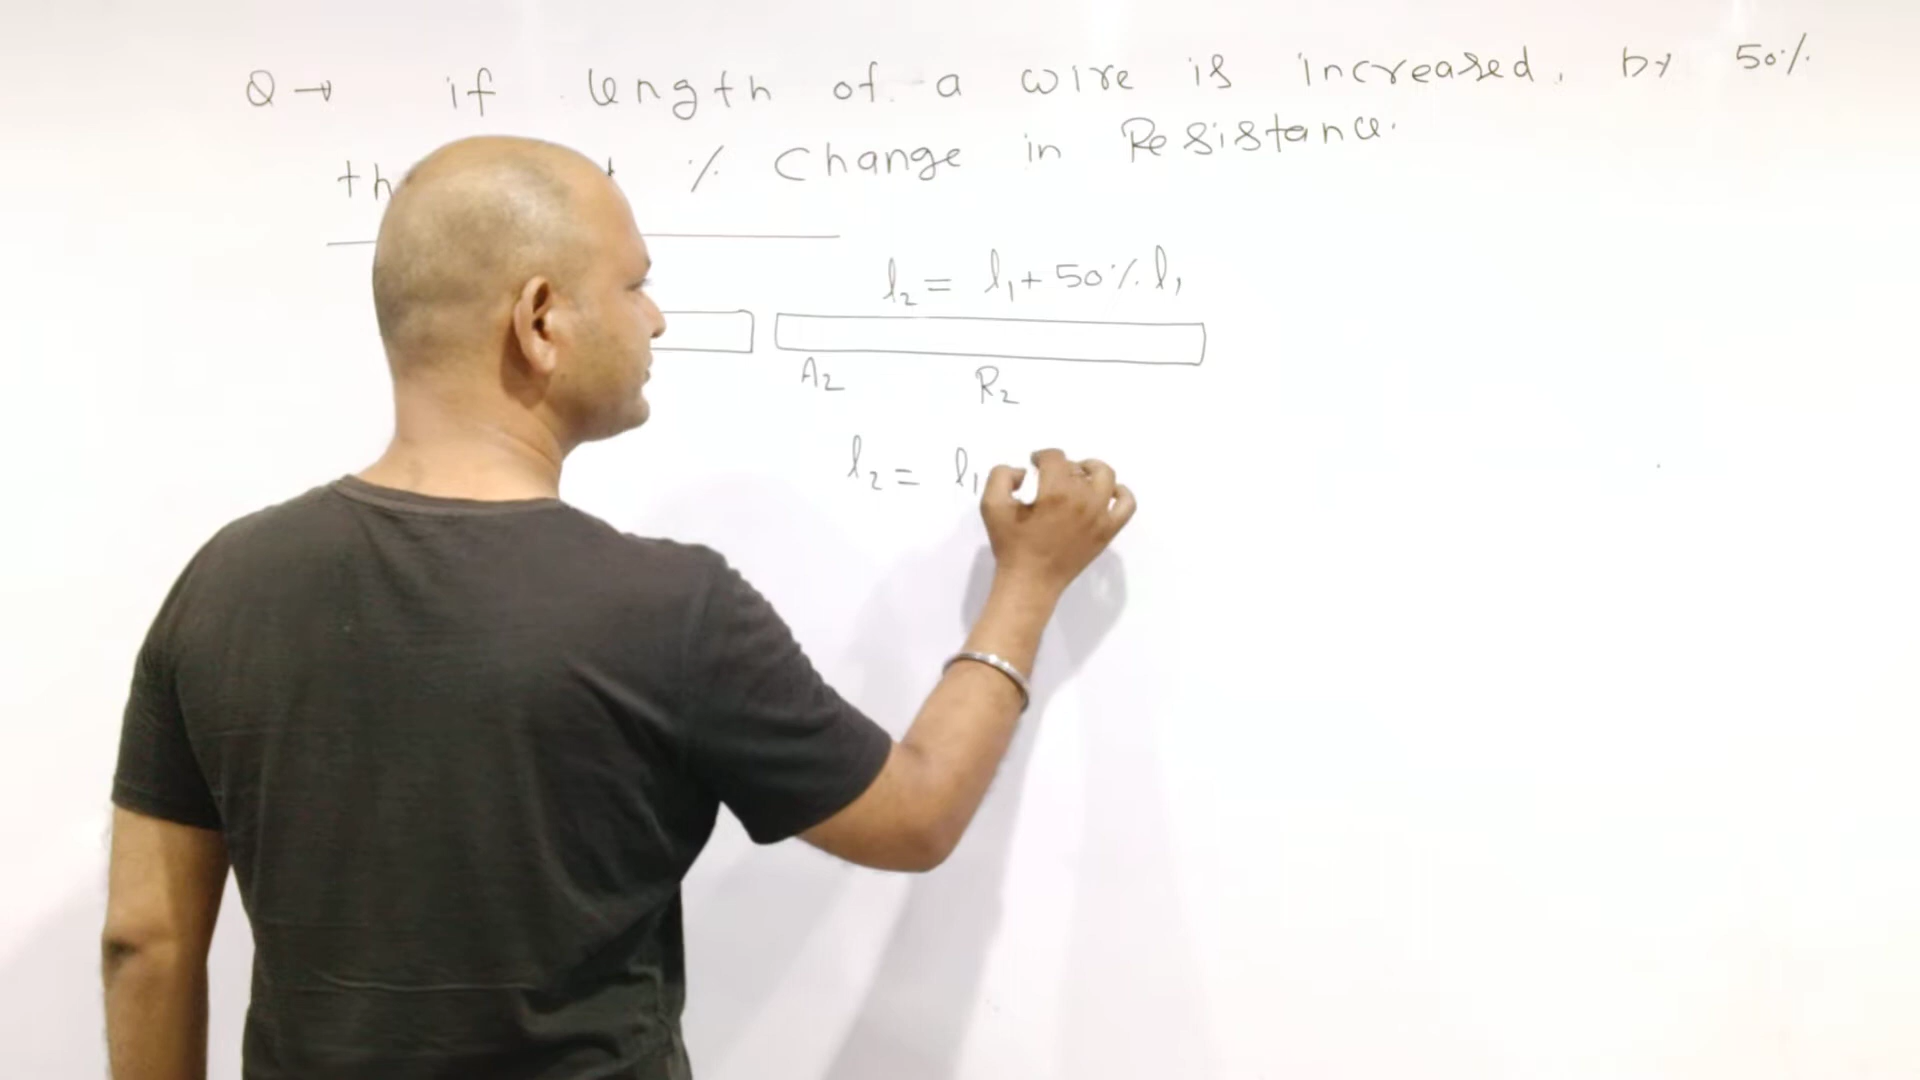 Q → if length of a wire is increased. by 50%
% Change in Resistance.
l₂ = l₁ + 50% l₁
A₂ R₂
l₂ = l₁